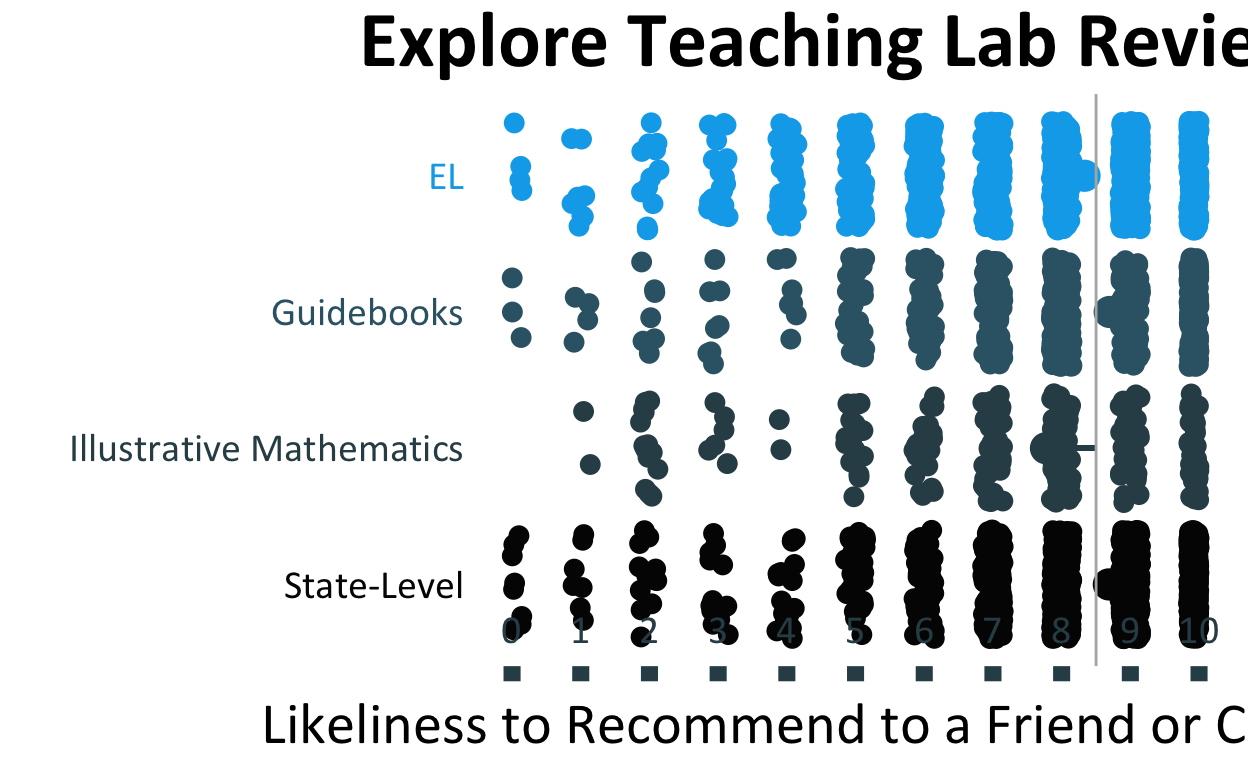 Explore Teaching Lab Revie
EL
Guidebooks
Illustrative Mathematics
State-Level
0 1 2 3 4 5 6 7 8 9 10
Likeliness to Recommend to a Friend or C